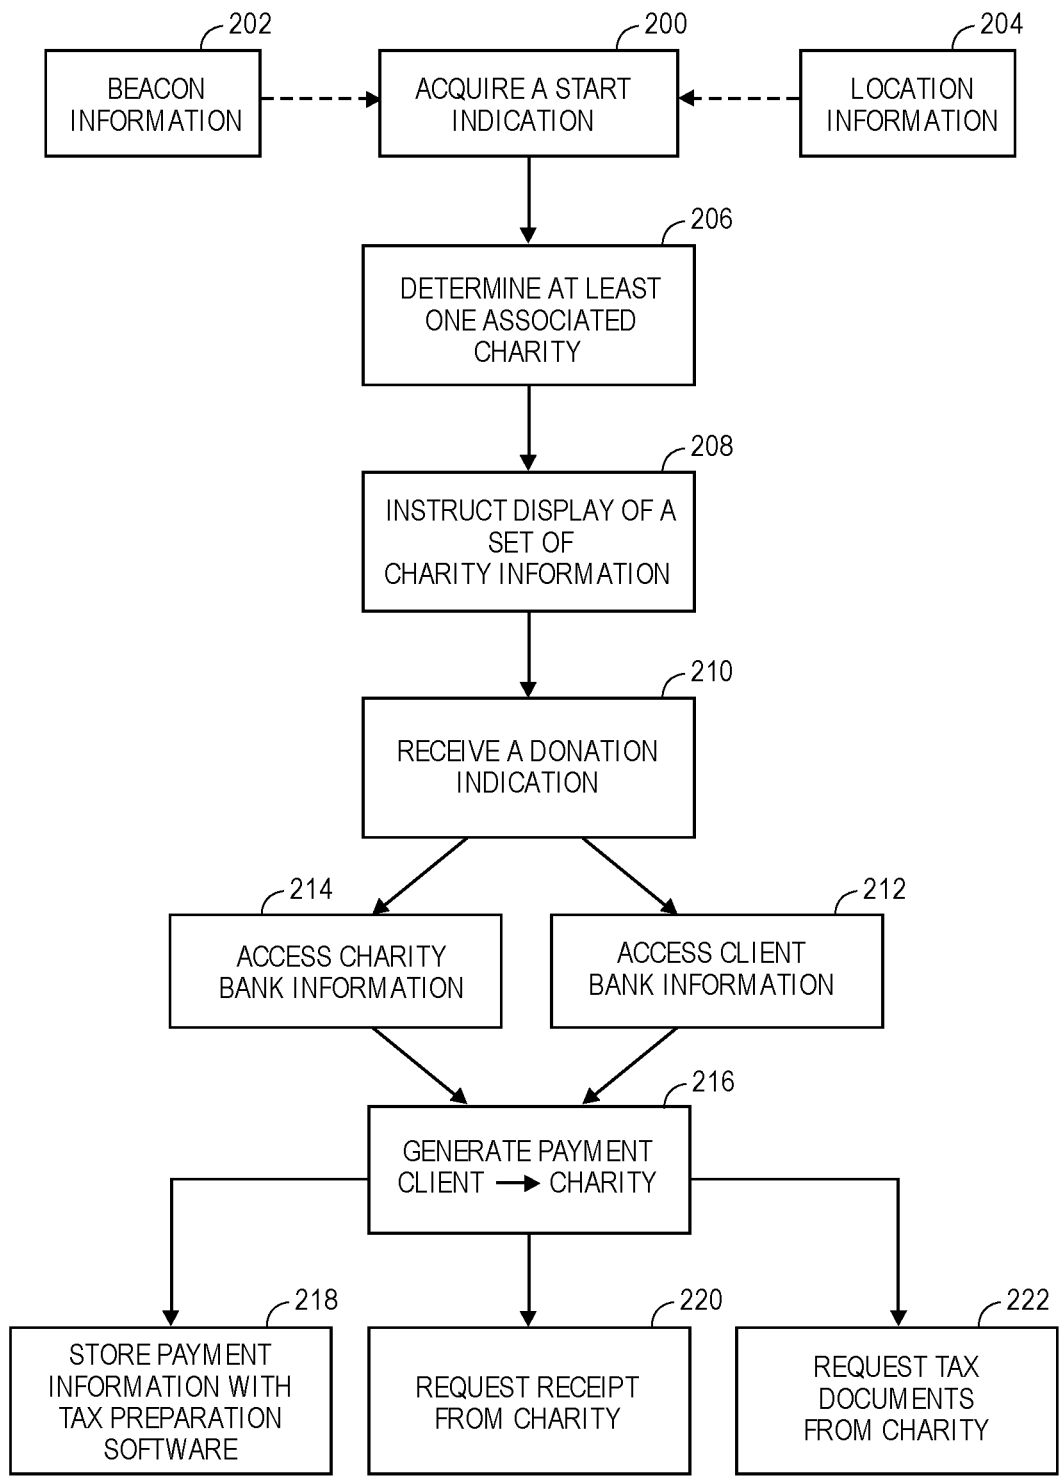 202
BEACON
INFORMATION
200
ACQUIRE A START
INDICATION
204
LOCATION
INFORMATION
206
DETERMINE AT LEAST
ONE ASSOCIATED
CHARITY
208
INSTRUCT DISPLAY OF A
SET OF
CHARITY INFORMATION
210
RECEIVE A DONATION
INDICATION
214
ACCESS CHARITY
BANK INFORMATION
212
ACCESS CLIENT
BANK INFORMATION
216
GENERATE PAYMENT
CLIENT → CHARITY
218
STORE PAYMENT
INFORMATION WITH
TAX PREPARATION
SOFTWARE
220
REQUEST RECEIPT
FROM CHARITY
222
REQUEST TAX
DOCUMENTS
FROM CHARITY